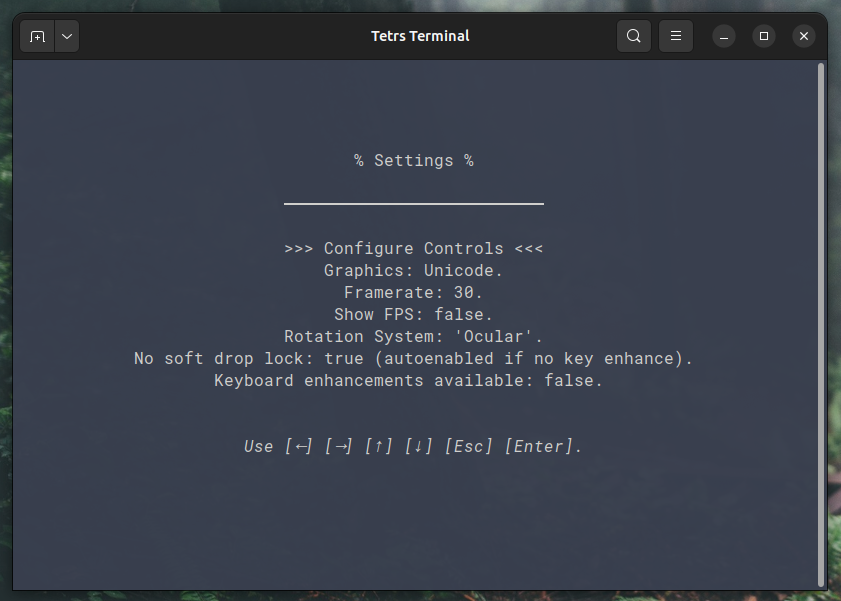 Tetrs Terminal
% Settings %
>>> Configure Controls <<<
Graphics: Unicode.
Framerate: 30.
Show FPS: false.
Rotation System: 'Ocular'.
No soft drop lock: true (autoenabled if no key enhance).
Keyboard enhancements available: false.
Use [←] [→] [↑] [↓] [Esc] [Enter].